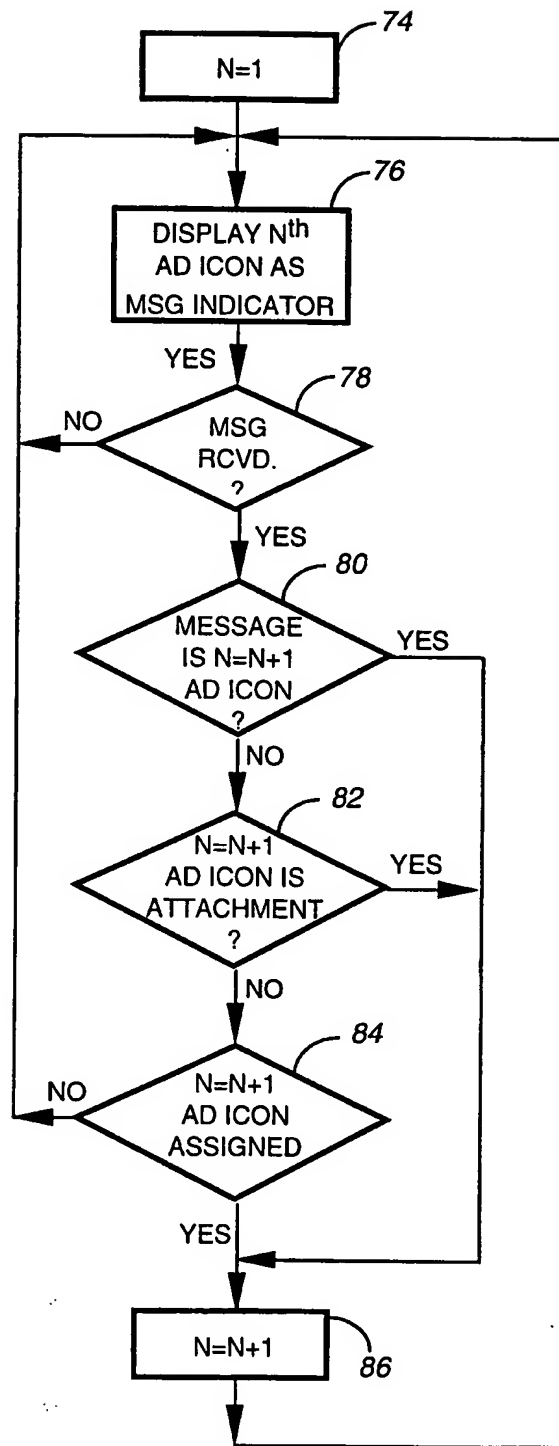 74
N=1
76
DISPLAY Nth
AD ICON AS
MSG INDICATOR
YES
78
NO
MSG
RCVD.
?
YES
80
MESSAGE
IS N=N+1
AD ICON
?
YES
NO
82
N=N+1
AD ICON IS
ATTACHMENT
?
YES
NO
84
NO
N=N+1
AD ICON
ASSIGNED
YES
N=N+1
86